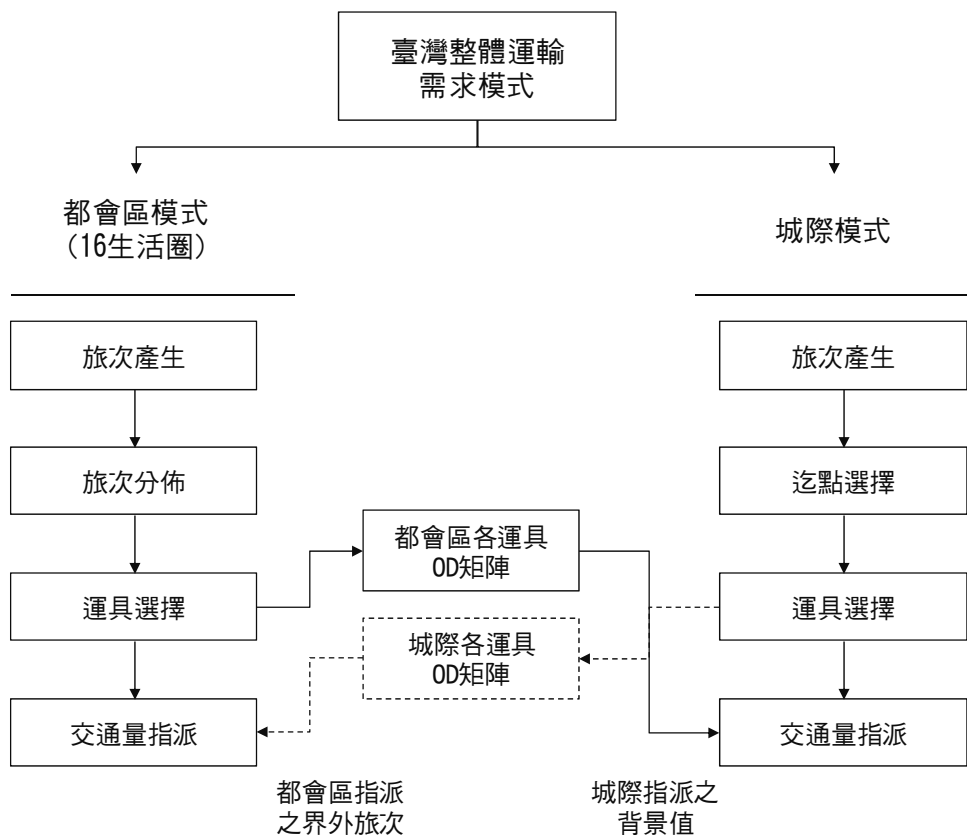 臺灣整體運輸
需求模式
都會區模式
(16生活圈)
城際模式
旅次產生
旅次產生
旅次分佈
迄點選擇
都會區各運具
OD矩陣
運具選擇
運具選擇
城際各運具
OD矩陣
交通量指派
交通量指派
都會區指派
之界外旅次
城際指派之
背景值